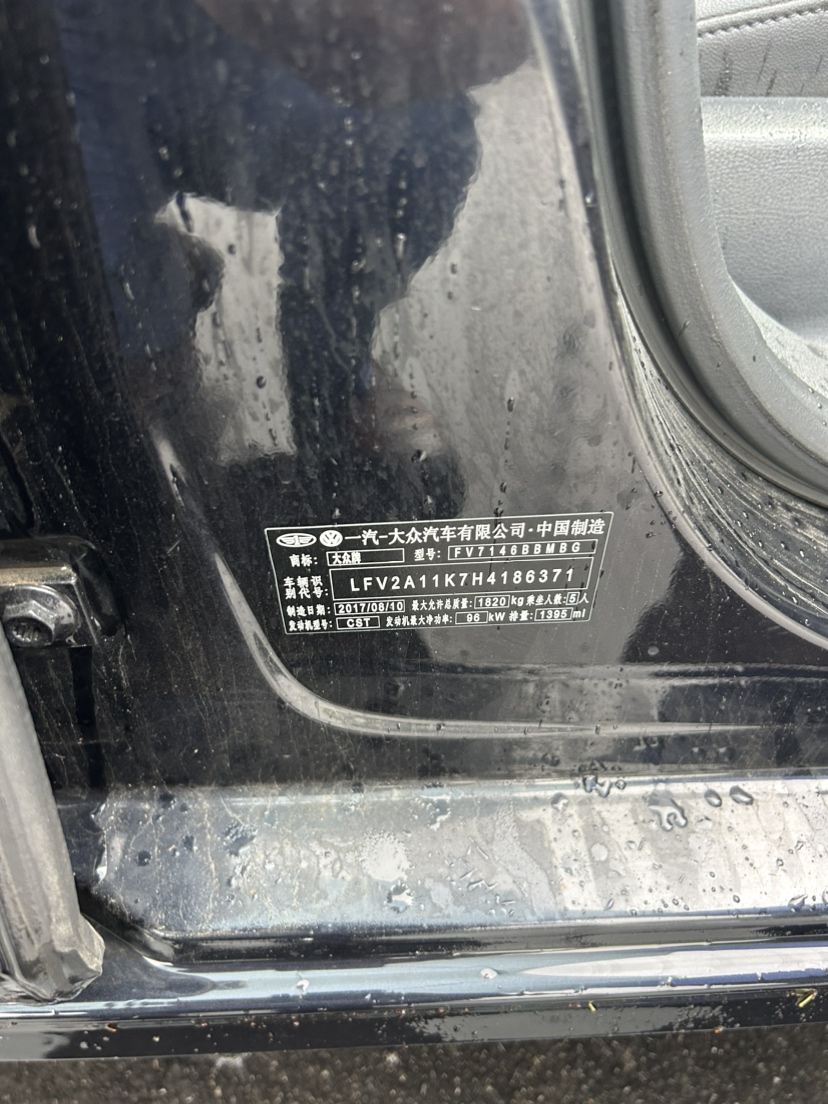 一汽-大众汽车有限公司·中国制造
商标: 大众牌 型号: FV7146BBMBG
车辆识别代号: LFV2A11K7H4186371
制造日期: 2017/08/10 最大允许总质量: 1820 kg 乘坐人数: 5 人
发动机型号: CST 发动机最大净功率: 96 kW 排量: 1395 ml